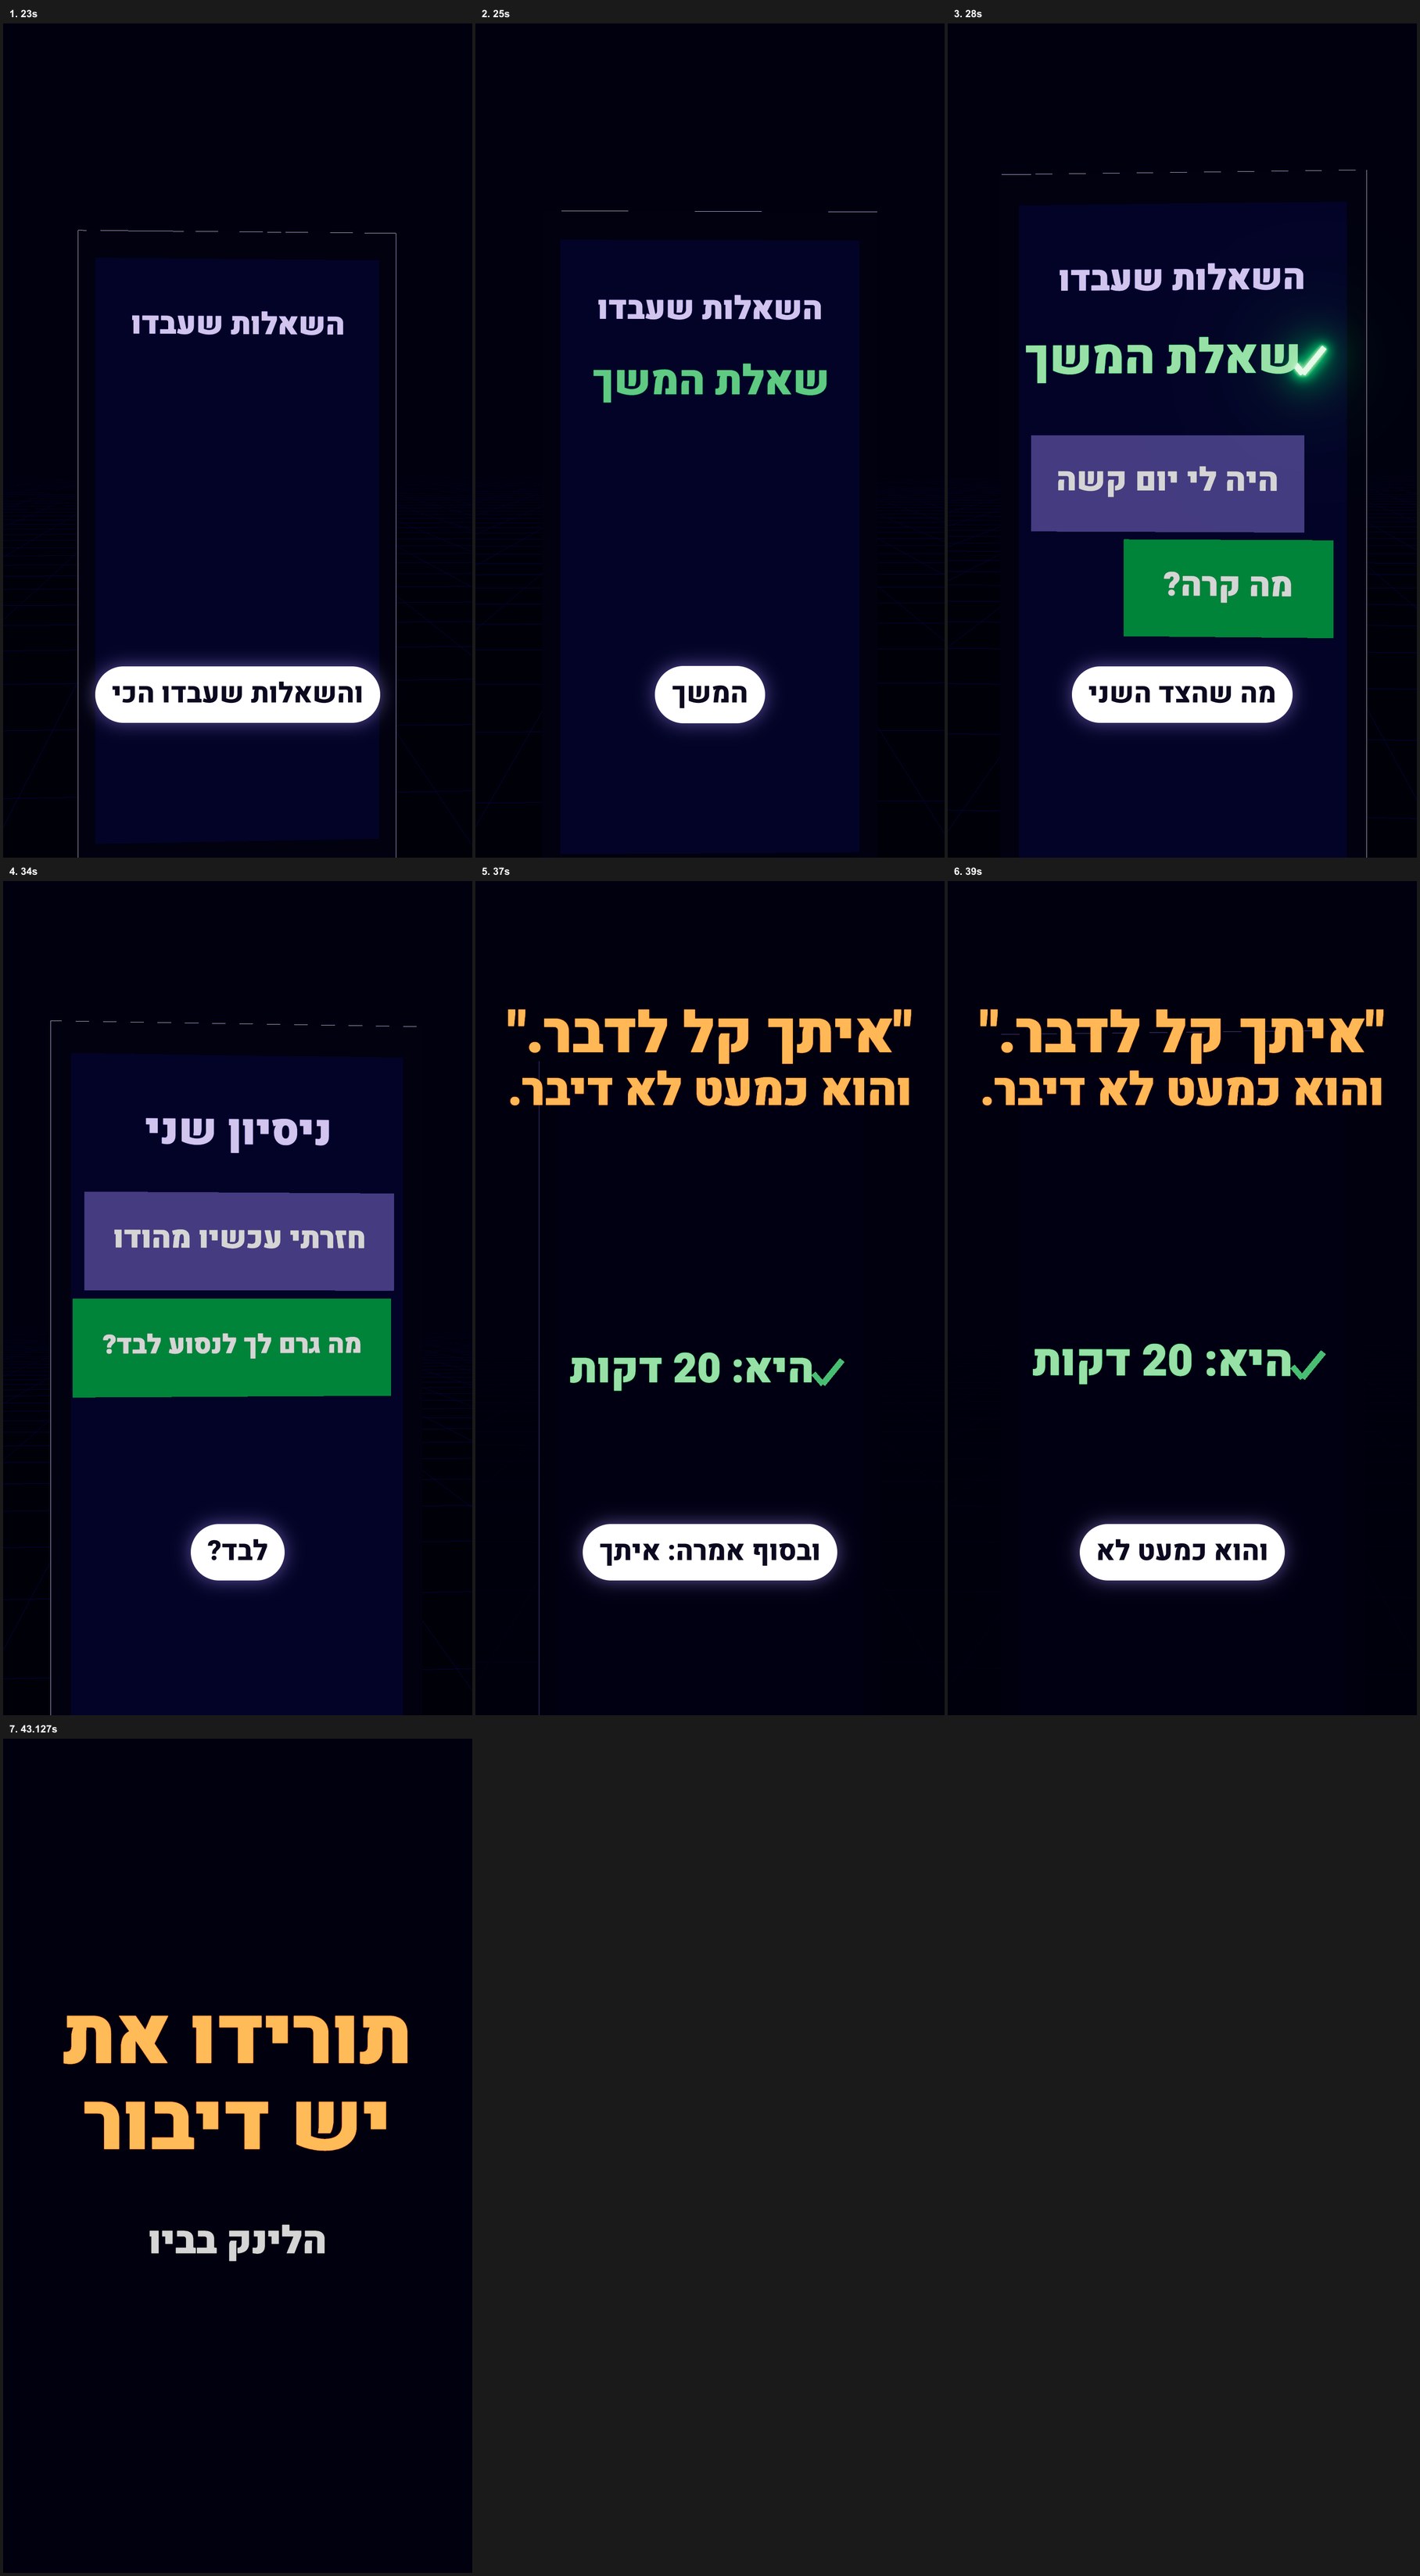 1. 23s
השאלות שעבדו
והשאלות שעבדו הכי
2. 25s
השאלות שעבדו
שאלת המשך
המשך
3. 28s
השאלות שעבדו
שאלת המשך
היה לי יום קשה
מה קרה?
מה שהצד השני
4. 34s
ניסיון שני
חזרתי עכשיו מהודו
מה גרם לך לנסוע לבד?
לבד?
5. 37s
"איתך קל לדבר."
והוא כמעט לא דיבר.
היא: 20 דקות
ובסוף אמרה: איתך
6. 39s
"איתך קל לדבר."
והוא כמעט לא דיבר.
היא: 20 דקות
והוא כמעט לא
7. 43.127s
תורידו את
יש דיבור
הלינק בביו